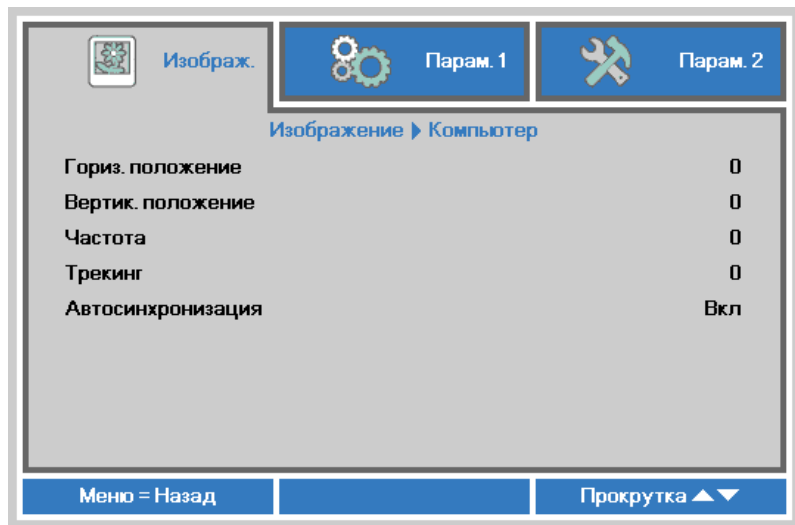 Изображ. Парам. 1 Парам. 2
Изображение ▶ Компьютер
Гориз. положение 0
Вертик. положение 0
Частота 0
Трекинг 0
Автосинхронизация Вкл
Меню = Назад Прокрутка ▲▼